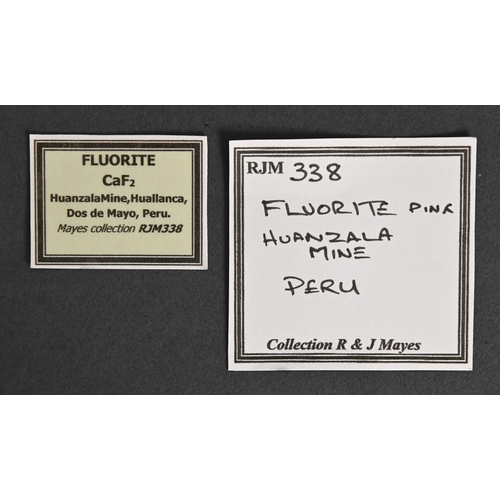 FLUORITE
CaF₂
HuanzalaMine,Huallanca,
Dos de Mayo, Peru.
Mayes collection RJM338
RJM 338
FLUORITE PINK
HUANZALA
MINE
PERU
Collection R & J Mayes